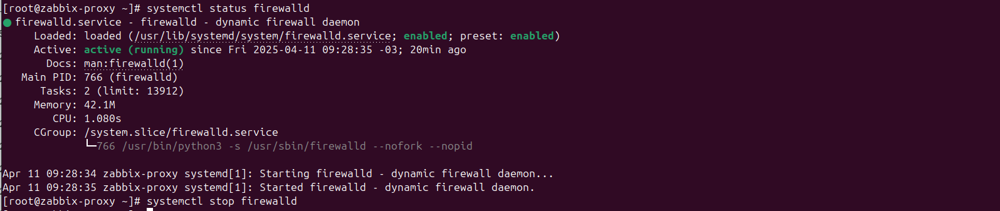 [root@zabbix-proxy ~]# systemctl status firewalld
● firewalld.service - firewalld - dynamic firewall daemon
     Loaded: loaded (/usr/lib/systemd/system/firewalld.service; enabled; preset: enabled)
     Active: active (running) since Fri 2025-04-11 09:28:35 -03; 20min ago
       Docs: man:firewalld(1)
   Main PID: 766 (firewalld)
      Tasks: 2 (limit: 13912)
     Memory: 42.1M
        CPU: 1.080s
     CGroup: /system.slice/firewalld.service
             └─766 /usr/bin/python3 -s /usr/sbin/firewalld --nofork --nopid

Apr 11 09:28:34 zabbix-proxy systemd[1]: Starting firewalld - dynamic firewall daemon...
Apr 11 09:28:35 zabbix-proxy systemd[1]: Started firewalld - dynamic firewall daemon.
[root@zabbix-proxy ~]# systemctl stop firewalld